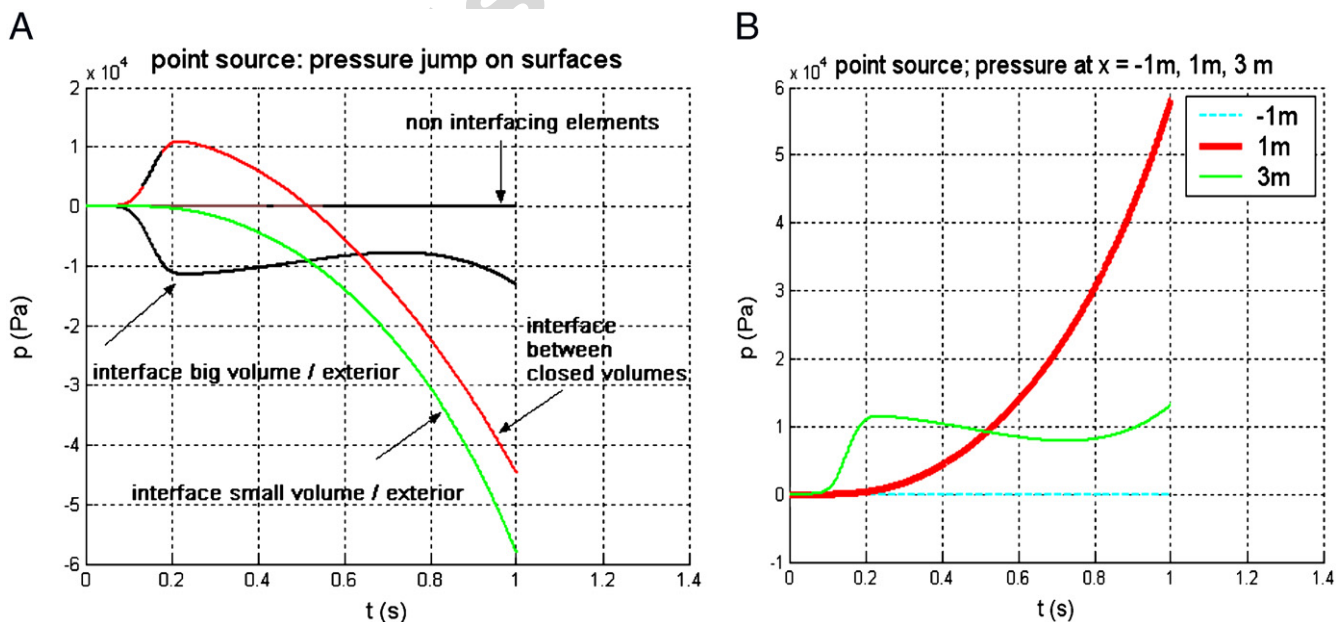 A
point source: pressure jump on surfaces
x 10^4
2
1
0
-1
-2
-3
-4
-5
-6
p (Pa)
non interfacing elements
interface big volume / exterior
interface
between
closed volumes
interface small volume / exterior
0 0.2 0.4 0.6 0.8 1 1.2 1.4
t (s)
B
x 10^4 point source; pressure at x = -1m, 1m, 3 m
6
5
4
3
2
1
0
-1
p (Pa)
-1m
1m
3m
0 0.2 0.4 0.6 0.8 1 1.2 1.4
t (s)